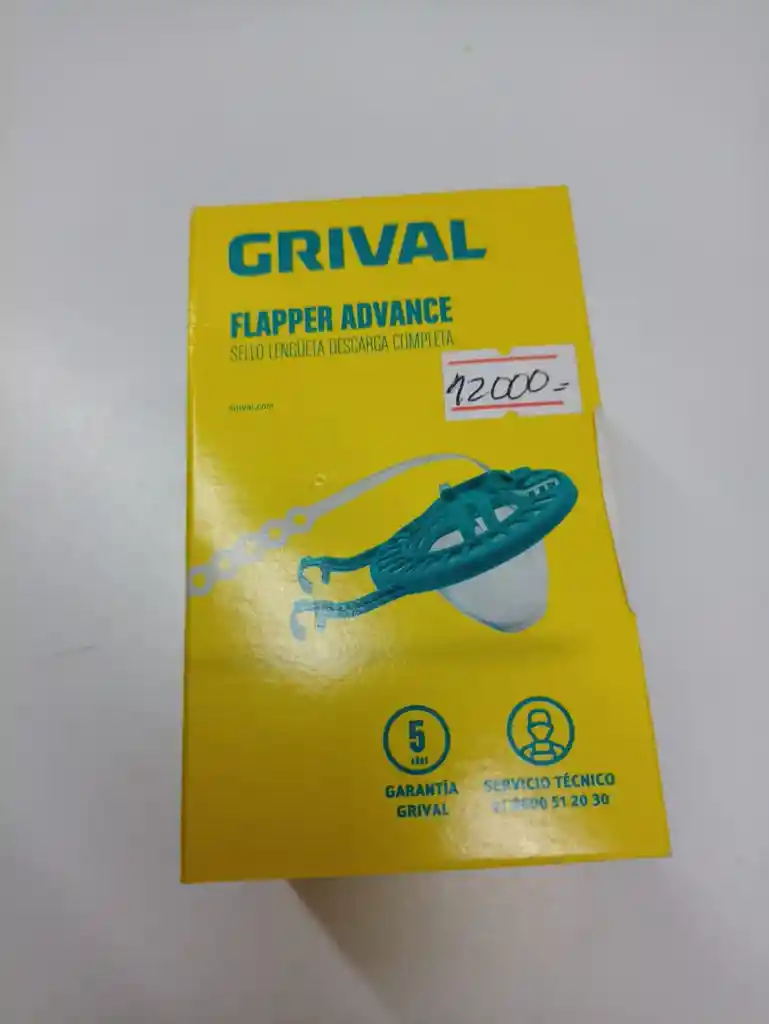 GRIVAL
FLAPPER ADVANCE
SELLO LENGÜETA DESCARGA COMPLETA
12000=
grival.com
5
AÑOS
GARANTÍA
GRIVAL
SERVICIO TÉCNICO
51 20 30